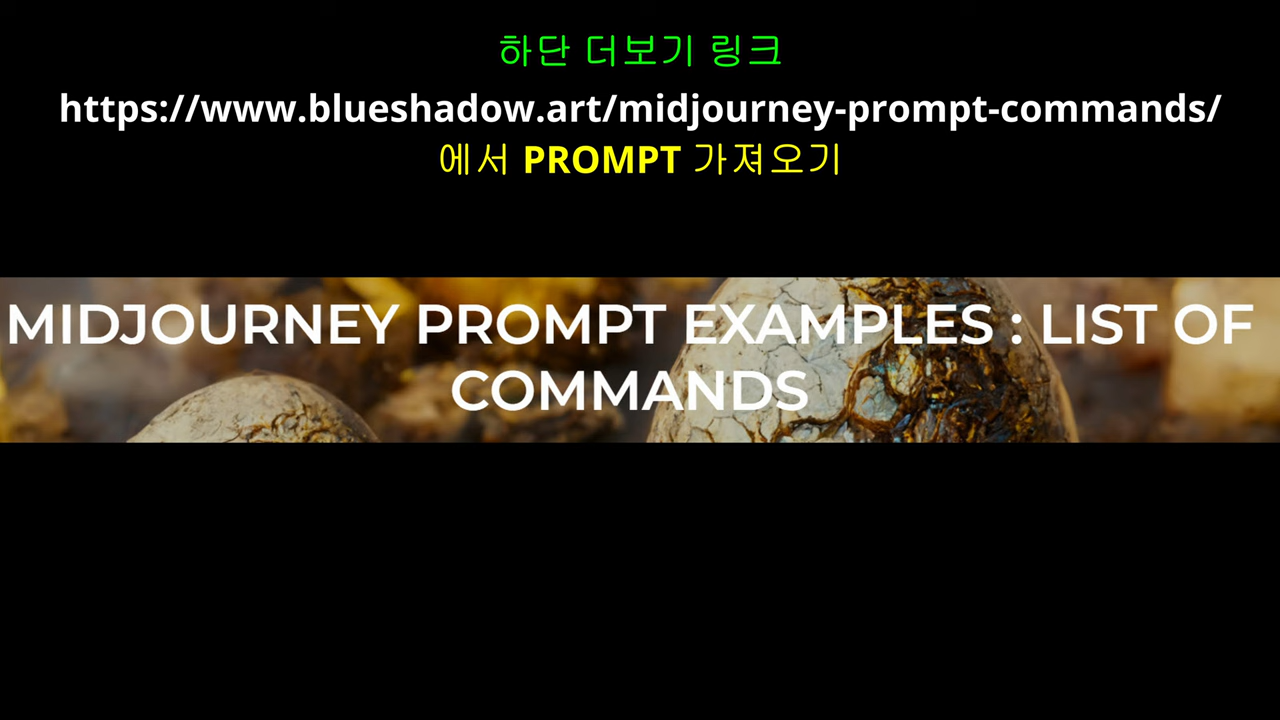 하단 더보기 링크
https://www.blueshadow.art/midjourney-prompt-commands/
에서 PROMPT 가져오기
MIDJOURNEY PROMPT EXAMPLES : LIST OF
COMMANDS